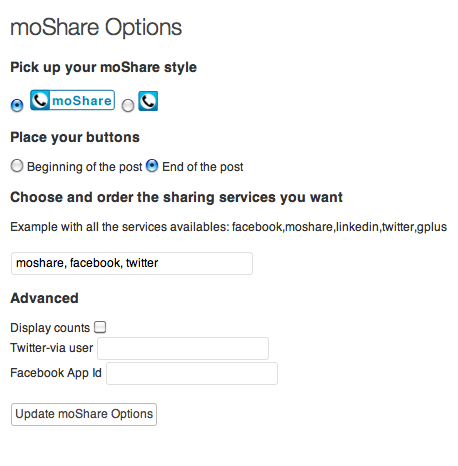 moShare Options
Pick up your moShare style
moShare
Place your buttons
Beginning of the post End of the post
Choose and order the sharing services you want
Example with all the services availables: facebook,moshare,linkedin,twitter,gplus
moshare, facebook, twitter
Advanced
Display counts
Twitter-via user
Facebook App Id
Update moShare Options